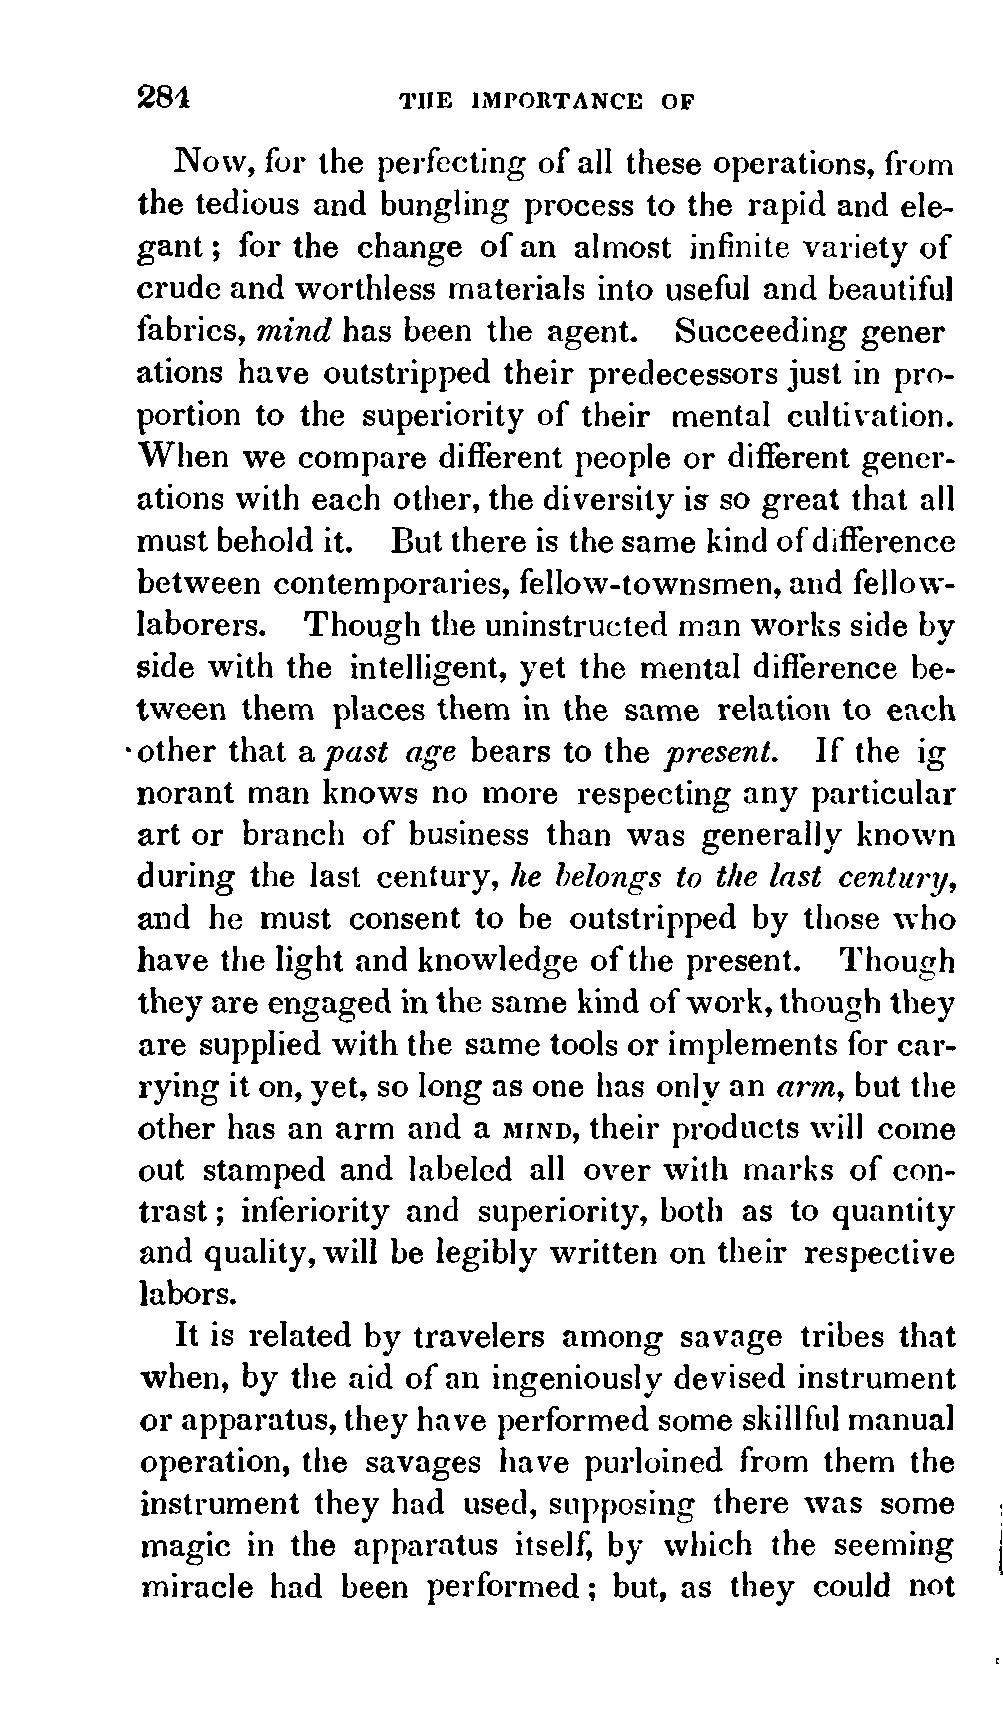 284 THE IMPORTANCE OF
Now, for the perfecting of all these operations, from
the tedious and bungling process to the rapid and ele-
gant; for the change of an almost infinite variety of
crude and worthless materials into useful and beautiful
fabrics, mind has been the agent. Succeeding gener
ations have outstripped their predecessors just in pro-
portion to the superiority of their mental cultivation.
When we compare different people or different gener-
ations with each other, the diversity is so great that all
must behold it. But there is the same kind of difference
between contemporaries, fellow-townsmen, and fellow-
laborers. Though the uninstructed man works side by
side with the intelligent, yet the mental difference be-
tween them places them in the same relation to each
other that a past age bears to the present. If the ig
norant man knows no more respecting any particular
art or branch of business than was generally known
during the last century, he belongs to the last century,
and he must consent to be outstripped by those who
have the light and knowledge of the present. Though
they are engaged in the same kind of work, though they
are supplied with the same tools or implements for car-
rying it on, yet, so long as one has only an arm, but the
other has an arm and a MIND, their products will come
out stamped and labeled all over with marks of con-
trast; inferiority and superiority, both as to quantity
and quality, will be legibly written on their respective
labors.
It is related by travelers among savage tribes that
when, by the aid of an ingeniously devised instrument
or apparatus, they have performed some skillful manual
operation, the savages have purloined from them the
instrument they had used, supposing there was some
magic in the apparatus itself, by which the seeming
miracle had been performed; but, as they could not